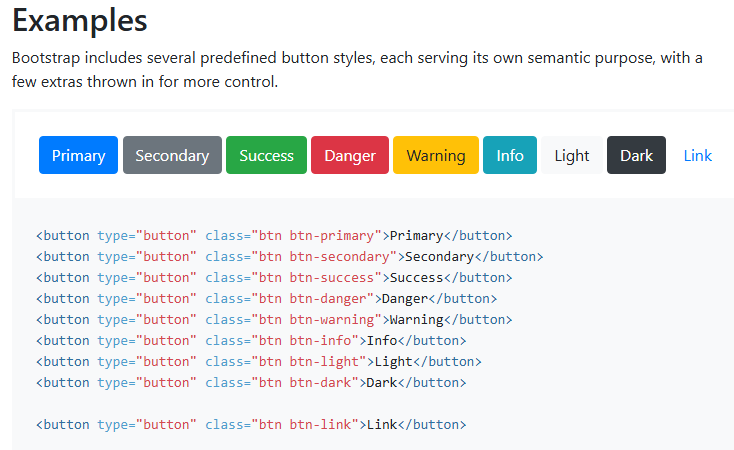 Examples
Bootstrap includes several predefined button styles, each serving its own semantic purpose, with a
few extras thrown in for more control.
Primary Secondary Success Danger Warning Info Light Dark Link
<button type="button" class="btn btn-primary">Primary</button>
<button type="button" class="btn btn-secondary">Secondary</button>
<button type="button" class="btn btn-success">Success</button>
<button type="button" class="btn btn-danger">Danger</button>
<button type="button" class="btn btn-warning">Warning</button>
<button type="button" class="btn btn-info">Info</button>
<button type="button" class="btn btn-light">Light</button>
<button type="button" class="btn btn-dark">Dark</button>
<button type="button" class="btn btn-link">Link</button>